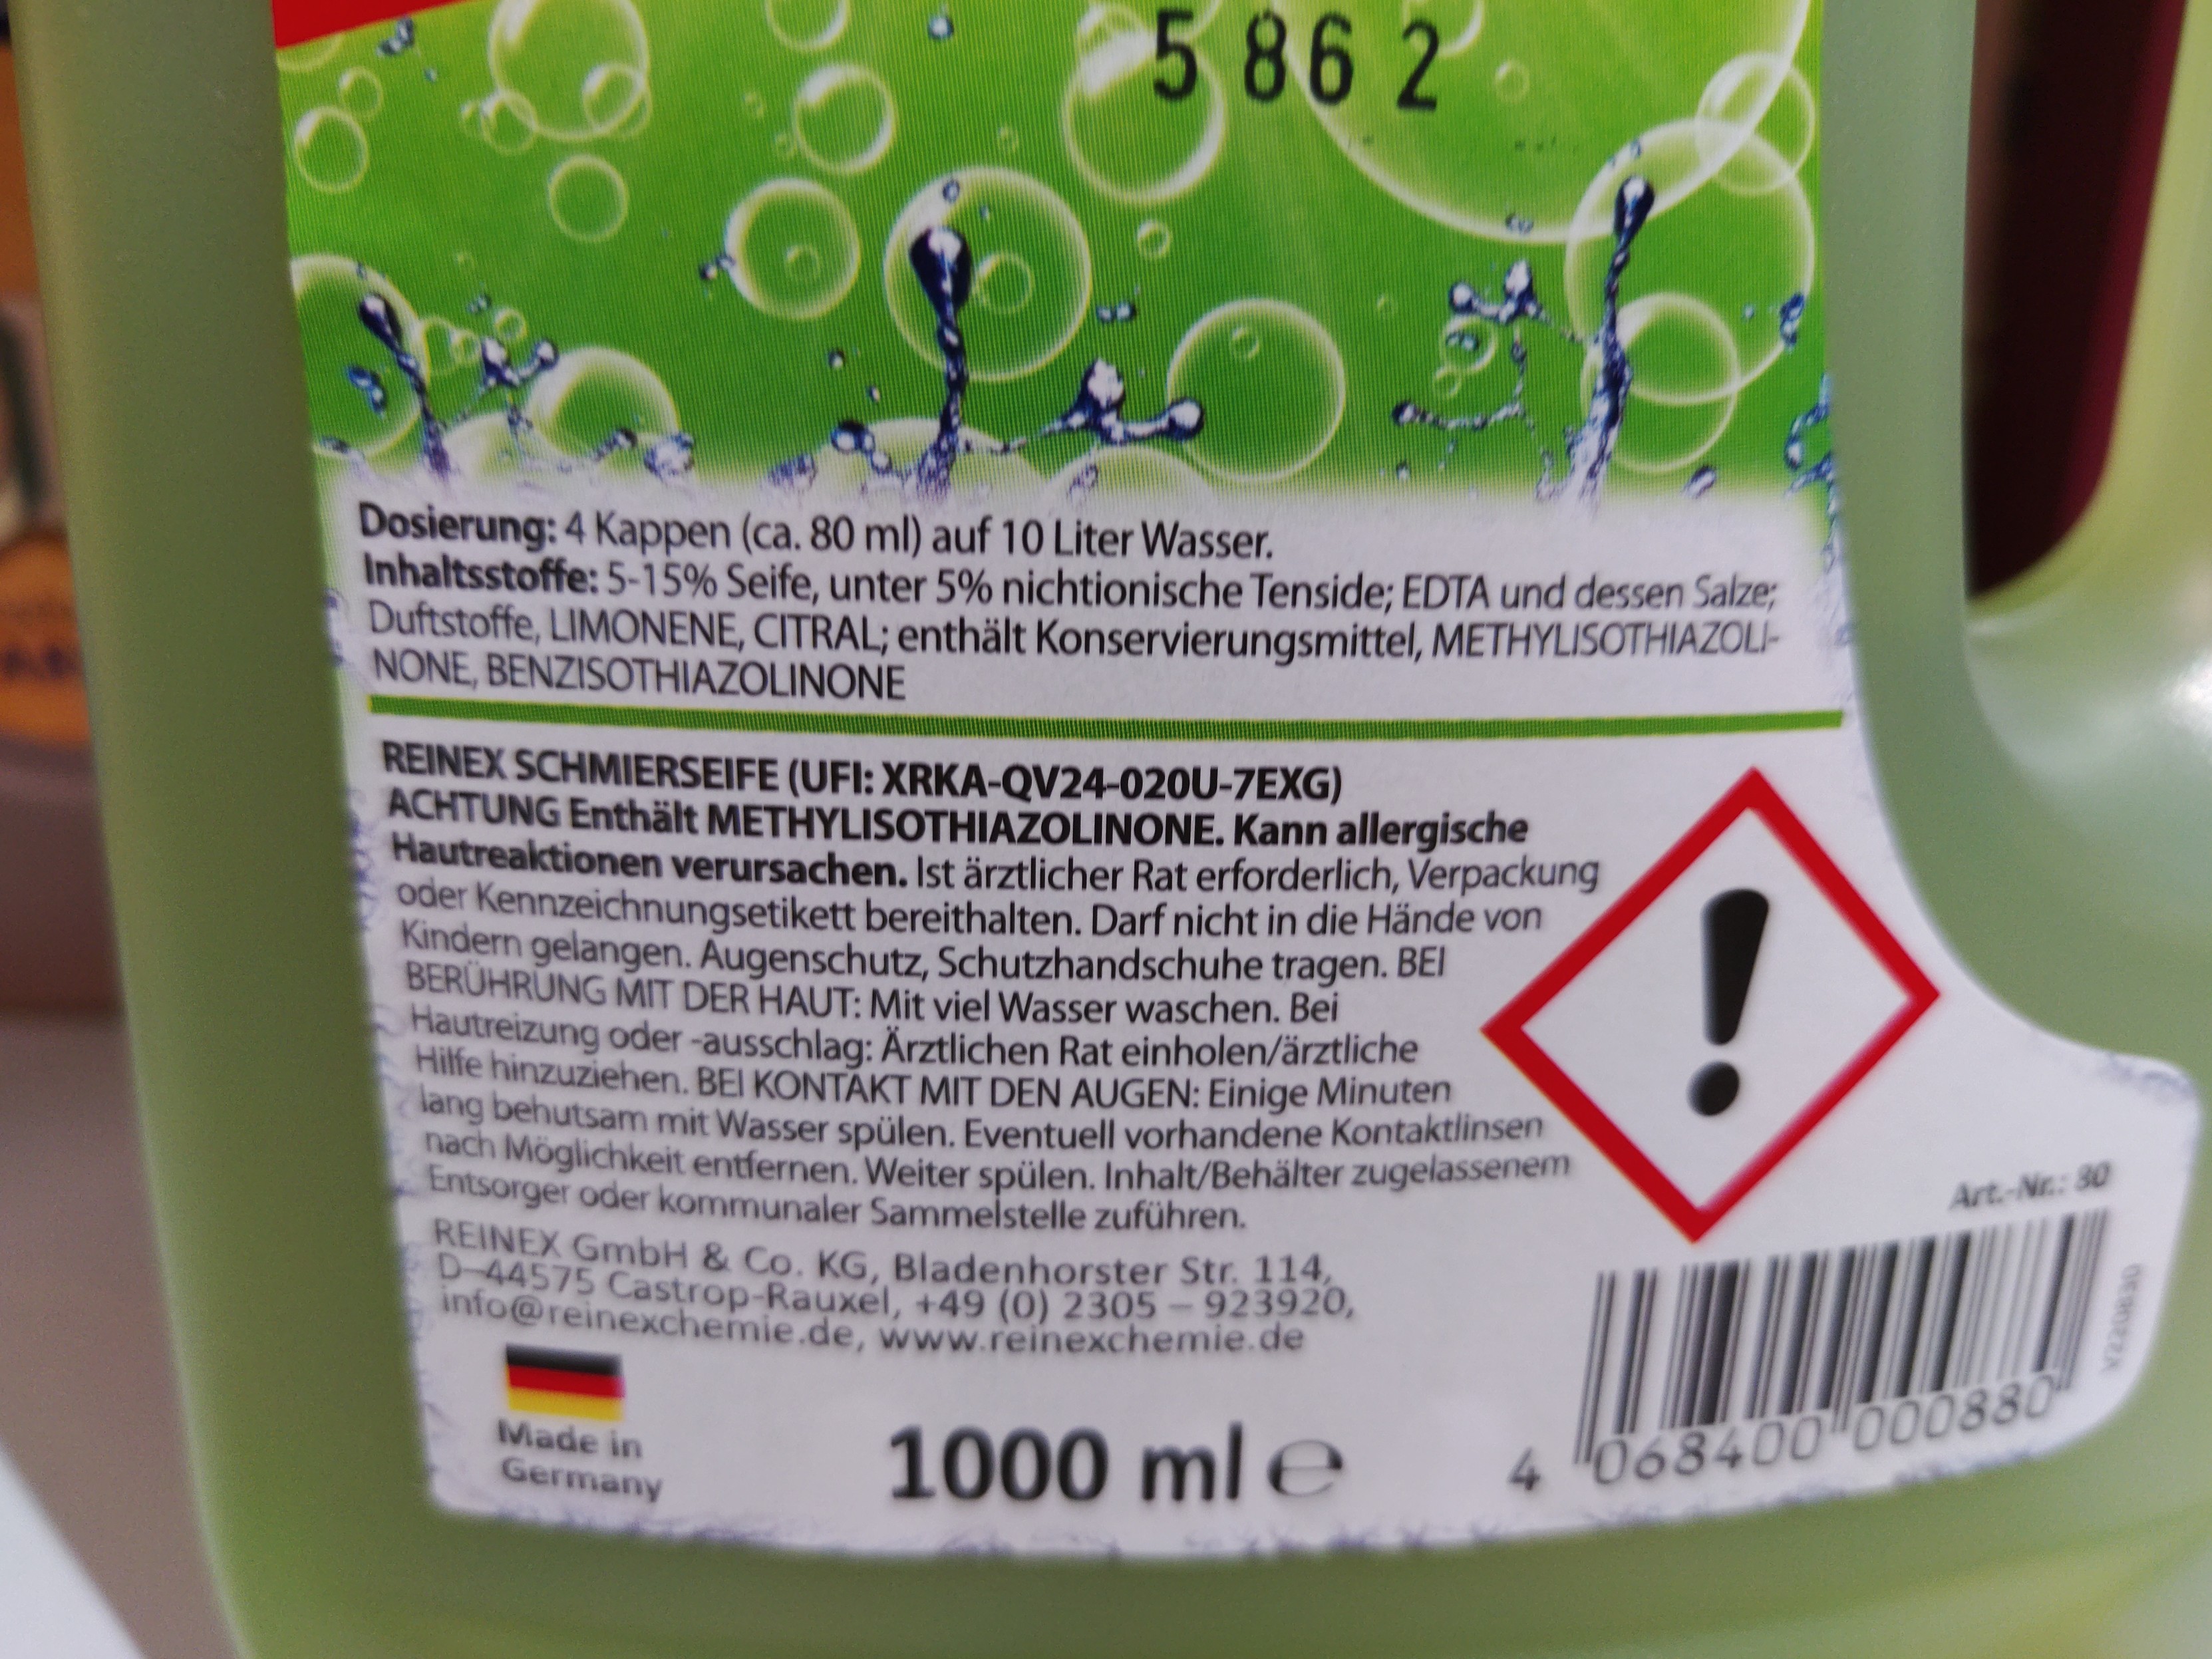 5 86 2
Dosierung: 4 Kappen (ca. 80 ml) auf 10 Liter Wasser.
Inhaltsstoffe: 5-15% Seife, unter 5% nichtionische Tenside; EDTA und dessen Salze;
Duftstoffe, LIMONENE, CITRAL; enthält Konservierungsmittel, METHYLISOTHIAZOLI-
NONE, BENZISOTHIAZOLINONE
REINEX SCHMIERSEIFE (UFI: XRKA-QV24-020U-7EXG)
ACHTUNG Enthält METHYLISOTHIAZOLINONE. Kann allergische
Hautreaktionen verursachen. Ist ärztlicher Rat erforderlich, Verpackung
oder Kennzeichnungsetikett bereithalten. Darf nicht in die Hände von
Kindern gelangen. Augenschutz, Schutzhandschuhe tragen. BEI
BERÜHRUNG MIT DER HAUT: Mit viel Wasser waschen. Bei
Hautreizung oder -ausschlag: Ärztlichen Rat einholen/ärztliche
Hilfe hinzuziehen. BEI KONTAKT MIT DEN AUGEN: Einige Minuten
lang behutsam mit Wasser spülen. Eventuell vorhandene Kontaktlinsen
nach Möglichkeit entfernen. Weiter spülen. Inhalt/Behälter zugelassenem
Entsorger oder kommunaler Sammelstelle zuführen.
REINEX GmbH & Co. KG, Bladenhorster Str. 114,
D-44575 Castrop-Rauxel, +49 (0) 2305 – 923920,
info@reinexchemie.de, www.reinexchemie.de
Made in
Germany
1000 ml ℮
Art.-Nr.: 30
4 068400 000880
V220830